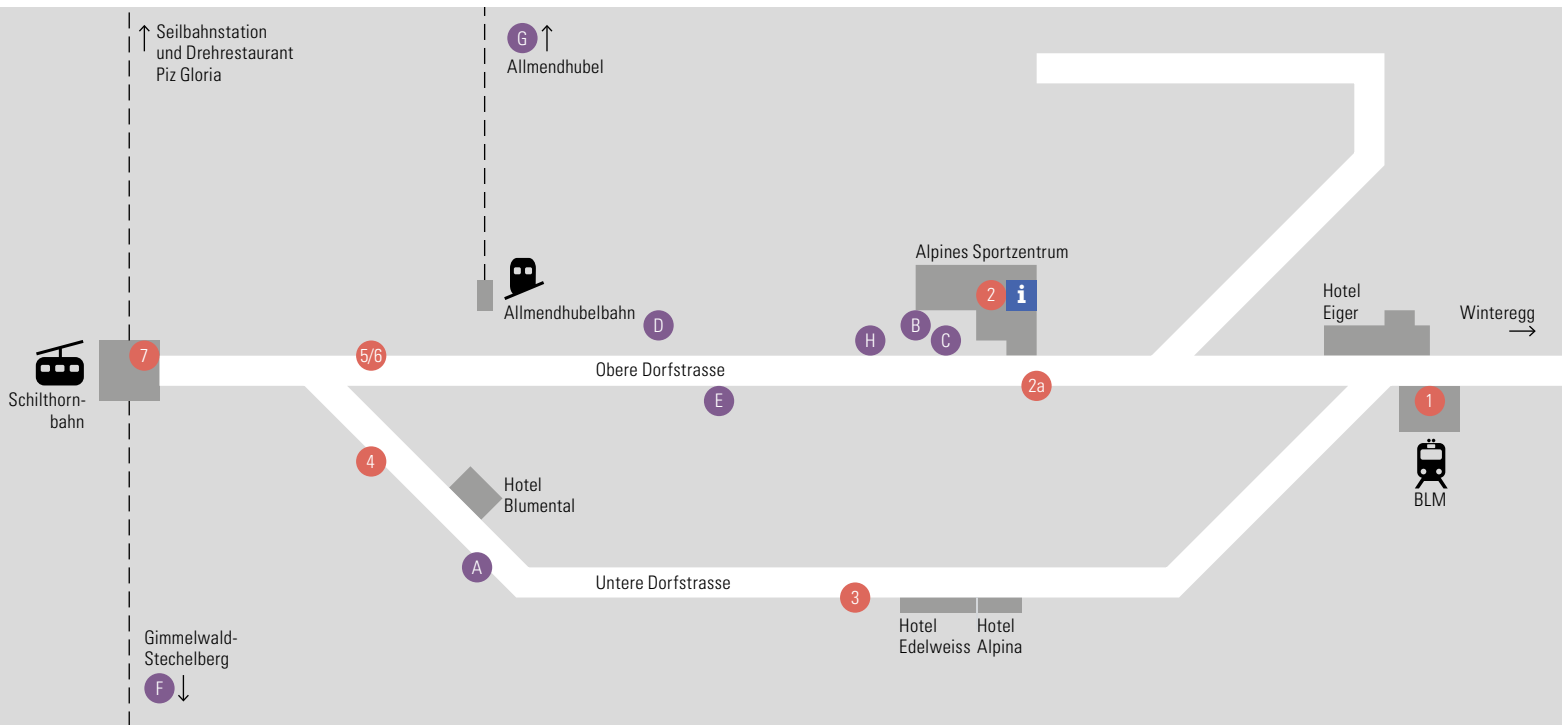 Seilbahnstation
und Drehrestaurant
Piz Gloria
G
Allmendhubel
Alpines Sportzentrum
2
i
Hotel
Eiger
Winteregg
Allmendhubelbahn
D
H
B
C
7
5/6
Obere Dorfstrasse
2a
Schilthorn-
bahn
E
1
BLM
4
Hotel
Blumental
A
Untere Dorfstrasse
3
Hotel
Edelweiss
Hotel
Alpina
Gimmelwald-
Stechelberg
F